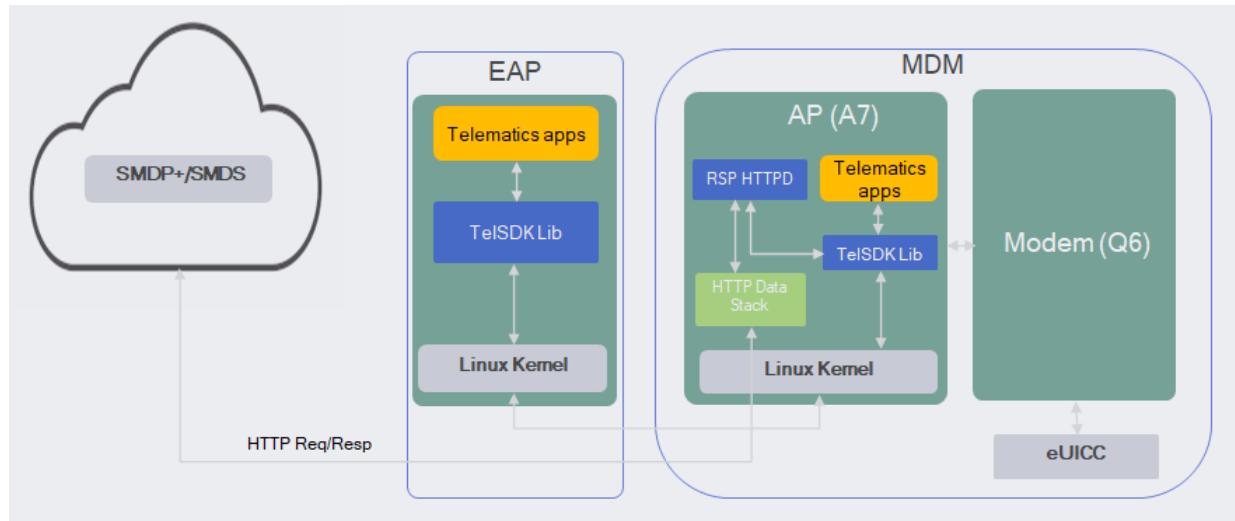 SMDP+/SMDS
EAP
Telematics apps
TelSDK Lib
Linux Kernel
HTTP Req/Resp
MDM
AP (A7)
RSP HTTPD
Telematics
apps
TelSDK Lib
HTTP Data
Stack
Linux Kernel
Modem (Q6)
eUICC